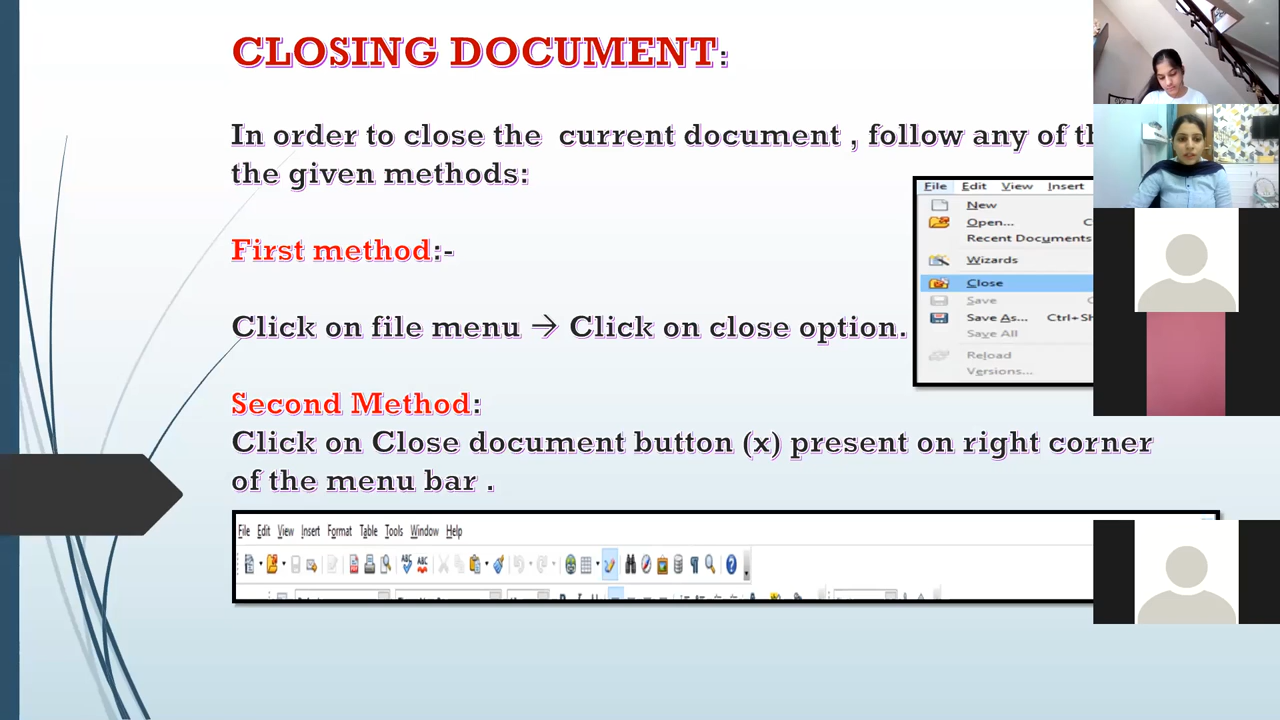 CLOSING DOCUMENT:
In order to close the current document , follow any of
the given methods:
First method:-
Click on file menu → Click on close option.
Second Method:
Click on Close document button (x) present on right corner
of the menu bar .
File Edit View Insert
New
Open...
Recent Documents
Wizards
Close
Save
Save As... Ctrl+Sh
Save All
Reload
Versions...
File Edit View Insert Format Table Tools Window Help